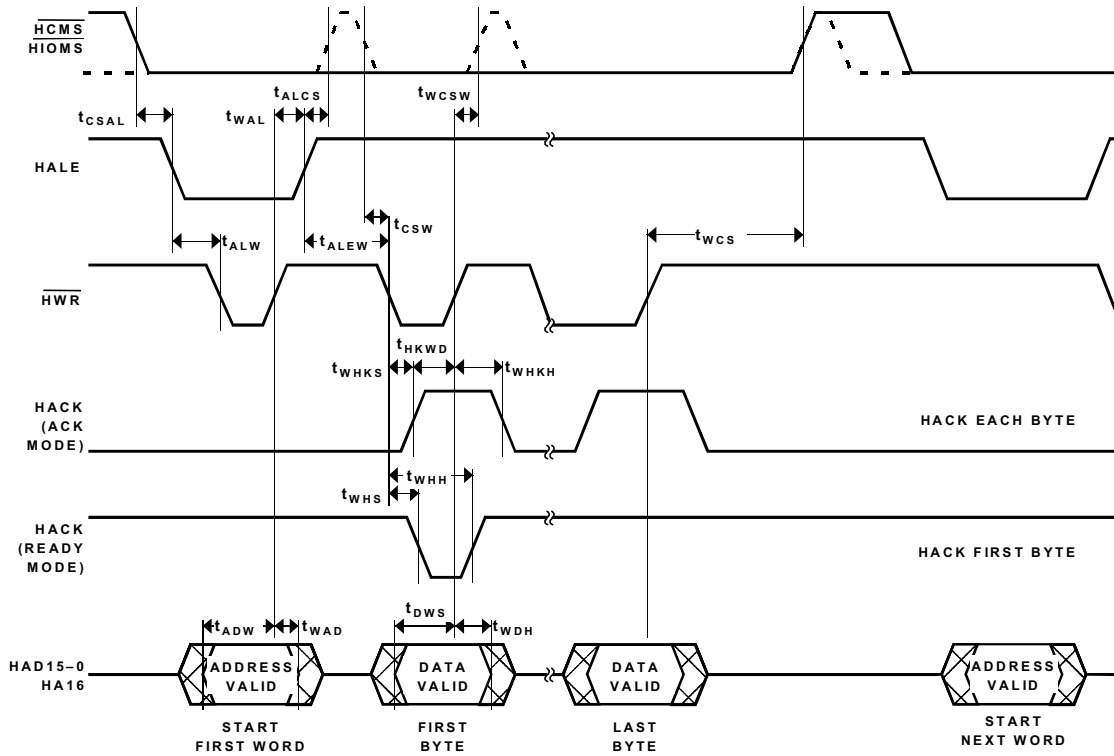 HCMS
HIOMS
tALCS
tWCSW
tCSAL
tWAL
HALE
tCSW
tALW
tALEW
tWCS
HWR
tHKWD
tWHKS
tWHKH
HACK
(ACK
MODE)
HACK EACH BYTE
tWHH
tWHS
HACK
(READY
MODE)
HACK FIRST BYTE
tADW
tWAD
tDWS
tWDH
HAD15–0
HA16
ADDRESS
VALID
DATA
VALID
DATA
VALID
ADDRESS
VALID
START
FIRST WORD
FIRST
BYTE
LAST
BYTE
START
NEXT WORD